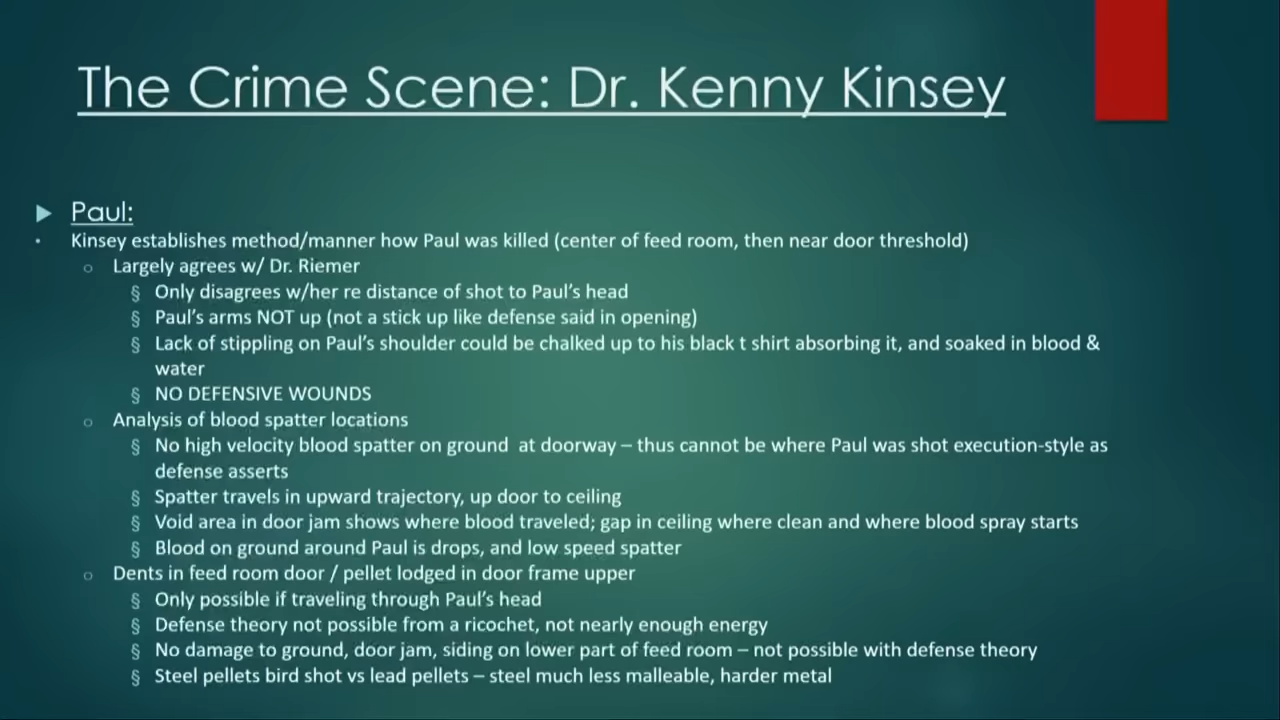 The Crime Scene: Dr. Kenny Kinsey
Paul:
Kinsey establishes method/manner how Paul was killed (center of feed room, then near door threshold)
Largely agrees w/ Dr. Riemer
§ Only disagrees w/her re distance of shot to Paul's head
§ Paul's arms NOT up (not a stick up like defense said in opening)
§ Lack of stippling on Paul's shoulder could be chalked up to his black t shirt absorbing it, and soaked in blood &
water
§ NO DEFENSIVE WOUNDS
Analysis of blood spatter locations
§ No high velocity blood spatter on ground at doorway – thus cannot be where Paul was shot execution-style as
defense asserts
§ Spatter travels in upward trajectory, up door to ceiling
§ Void area in door jam shows where blood traveled; gap in ceiling where clean and where blood spray starts
§ Blood on ground around Paul is drops, and low speed spatter
Dents in feed room door / pellet lodged in door frame upper
§ Only possible if traveling through Paul's head
§ Defense theory not possible from a ricochet, not nearly enough energy
§ No damage to ground, door jam, siding on lower part of feed room – not possible with defense theory
§ Steel pellets bird shot vs lead pellets – steel much less malleable, harder metal